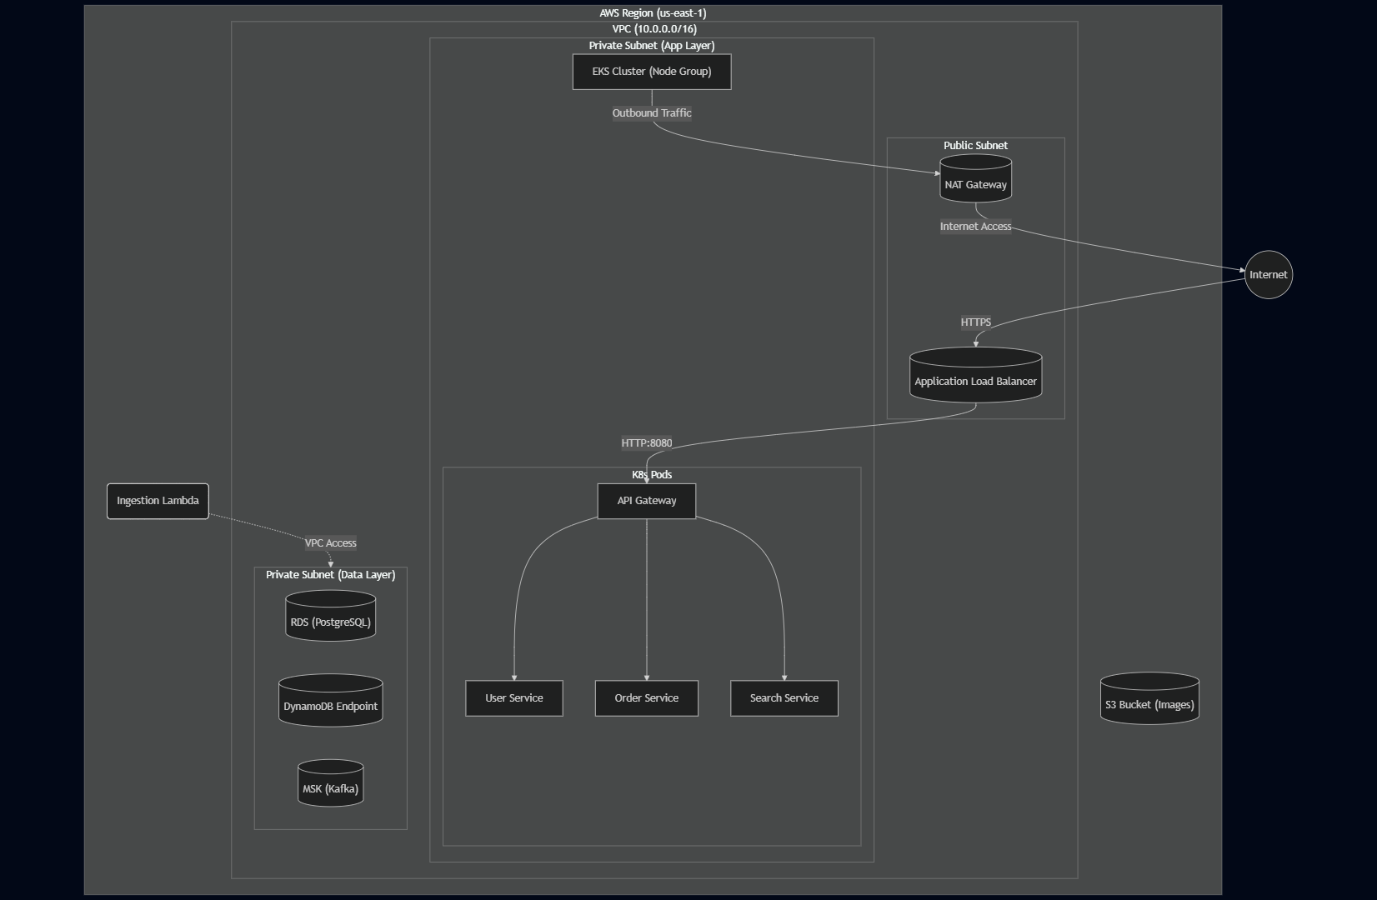 AWS Region (us-east-1)
VPC (10.0.0.0/16)
Private Subnet (App Layer)
EKS Cluster (Node Group)
Outbound Traffic
Public Subnet
NAT Gateway
Internet Access
Internet
HTTPS
Application Load Balancer
HTTP:8080
K8s Pods
API Gateway
Ingestion Lambda
VPC Access
Private Subnet (Data Layer)
RDS (PostgreSQL)
DynamoDB Endpoint
MSK (Kafka)
User Service
Order Service
Search Service
S3 Bucket (Images)